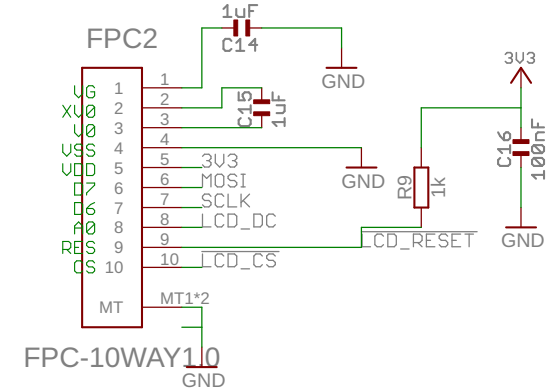 1uF
C14
FPC2
GND
3V3
VG 1 1
XV0 2 2
C15
1uF
V0 3 3
C16
100nF
VSS 4 4
VDD 5 5 3V3
GND
R9
1k
D7 6 6 MOSI
D6 7 7 SCLK
A0 8 8 LCD_DC
RES 9 9
LCD_RESET
GND
CS 10 10 LCD_CS
MT MT1*2
FPC-10WAY1.0
GND